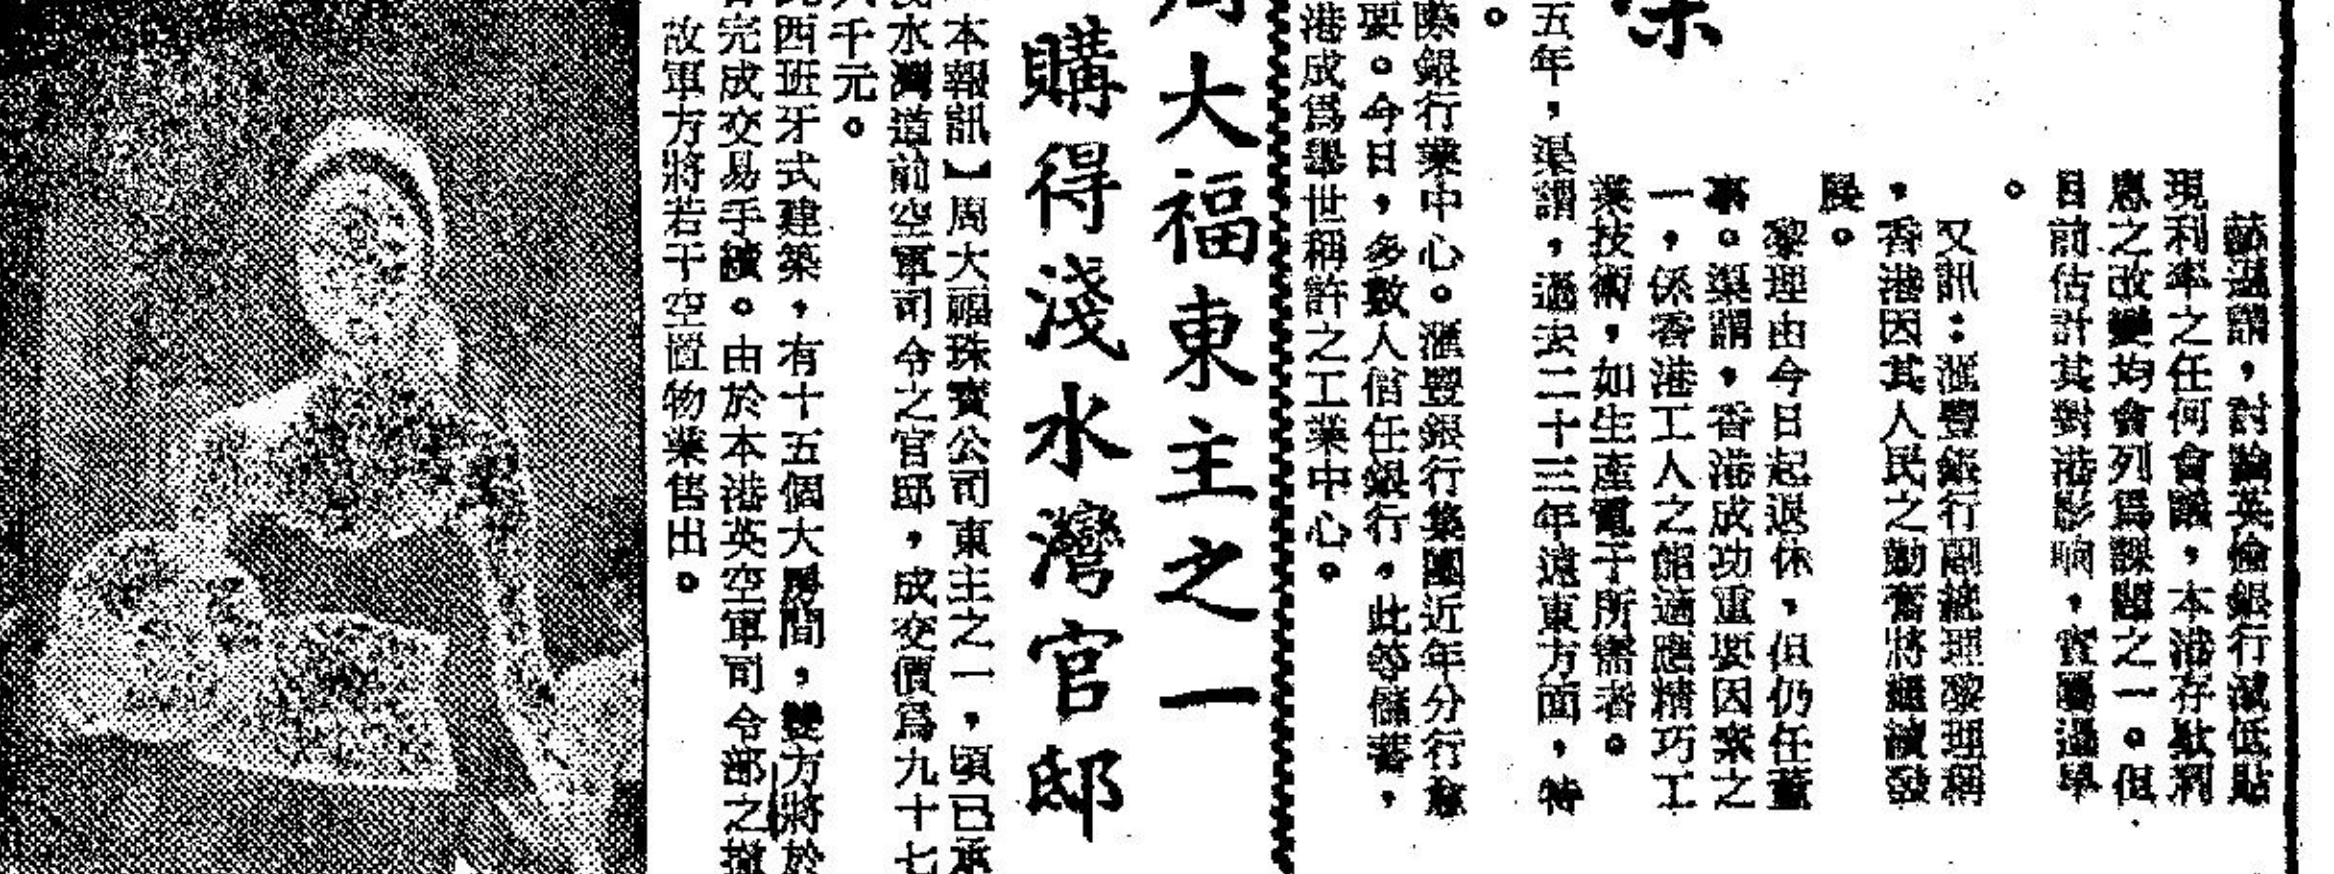 赫遜謂，討論英倫銀行減低貼
現利率之任何會議，本港存款利
息之改變均會列爲課題之一。但
目前估計其對港影响，實屬過早
。
又訊：滙豐銀行副總理黎理稱
，香港因其人民之勤奮將繼續發
展。
黎理由今日起退休，但仍任董
事。渠謂，香港成功重要因素之
一，係香港工人之能適應精巧工
業技術，如生產電子所需者。
五年，渠謂，過去二十三年遠東方面，特
。
際銀行業中心。滙豐銀行集團近年分行愈
要。今日，多數人信任銀行，此等儲蓄，
港成爲舉世稱許之工業中心。
周大福東主之一
購得淺水灣官邸
本報訊】周大福珠寶公司東主之一，頃已承
水灣道前空軍司令之官邸，成交價爲九十七
八千元。
西班牙式建築，有十五個大房間，雙方將於
完成交易手續。由於本港英空軍司令部之撤
故軍方將若干空置物業售出。